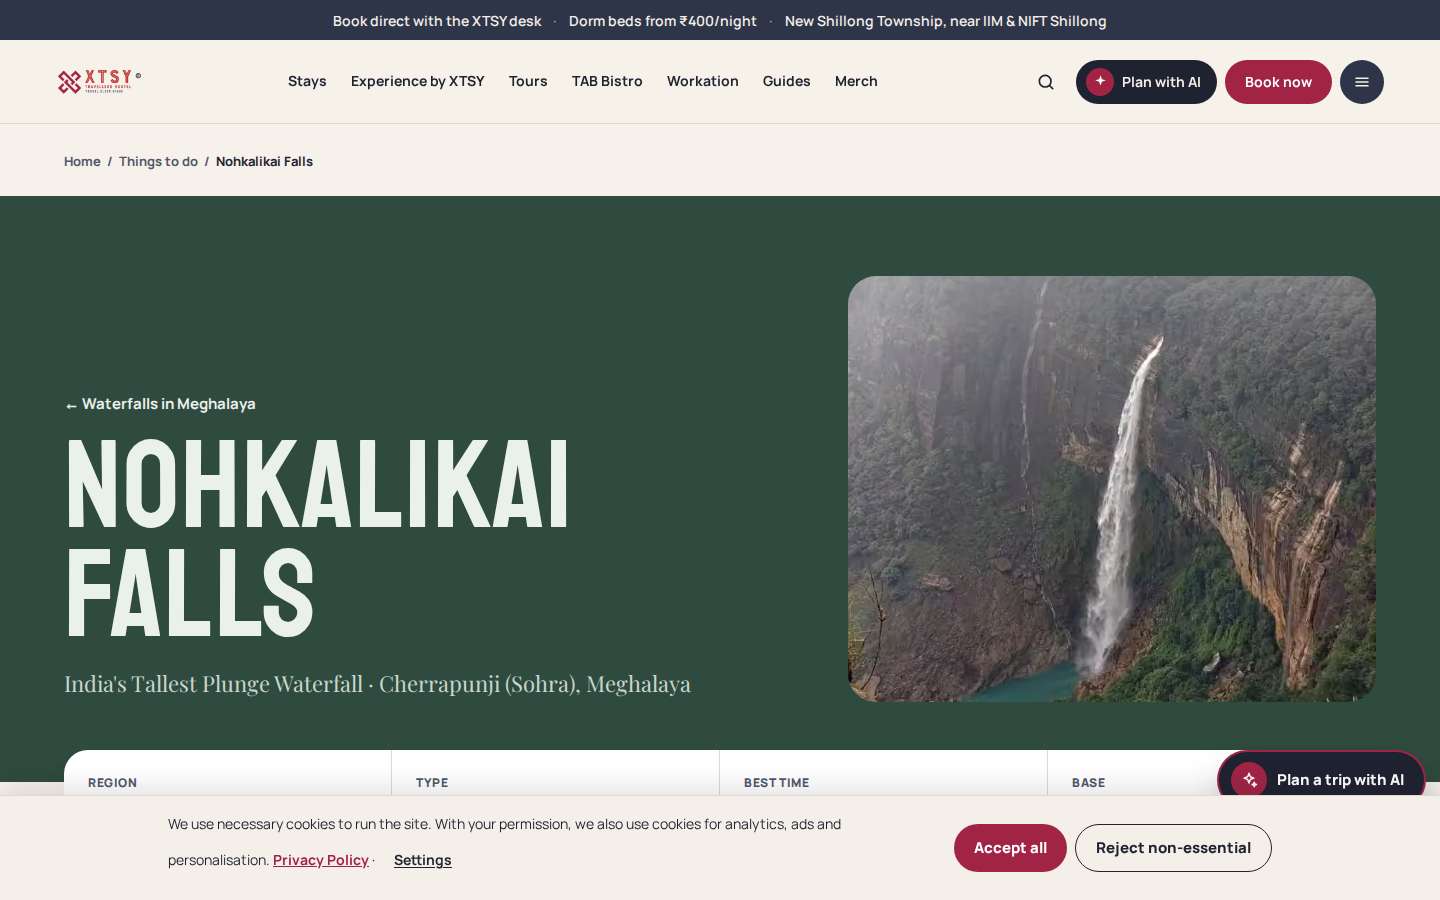 Book direct with the XTSY desk · Dorm beds from ₹400/night · New Shillong Township, near IIM & NIFT Shillong
XTSY
Stays Experience by XTSY Tours TAB Bistro Workation Guides Merch Plan with AI Book now
Home / Things to do / Nohkalikai Falls
← Waterfalls in Meghalaya
NOHKALIKAI
FALLS
India's Tallest Plunge Waterfall · Cherrapunji (Sohra), Meghalaya
REGION TYPE BEST TIME BASE
Plan a trip with AI
We use necessary cookies to run the site. With your permission, we also use cookies for analytics, ads and
personalisation. Privacy Policy · Settings
Accept all Reject non-essential